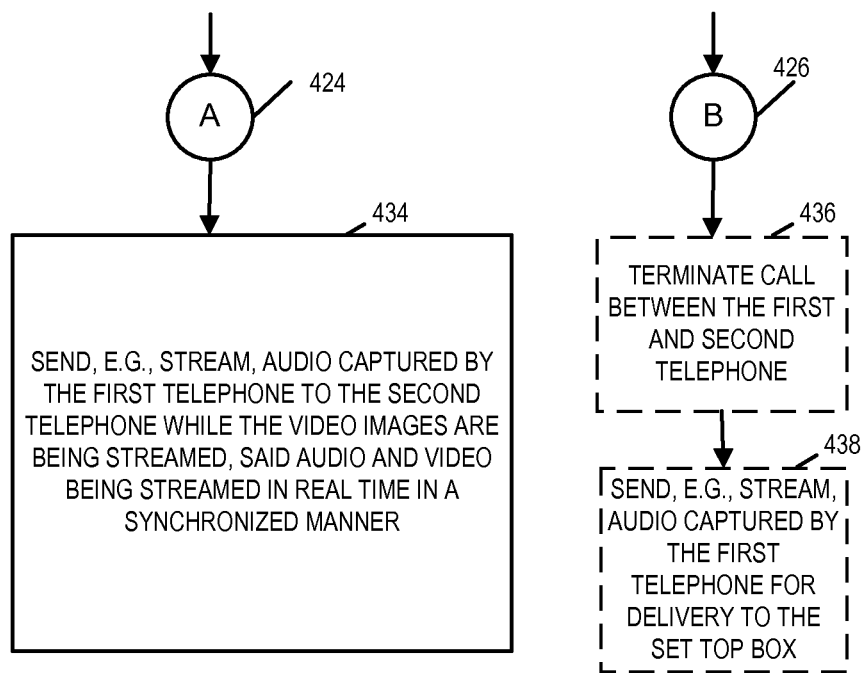 A
424
434
SEND, E.G., STREAM, AUDIO CAPTURED BY
THE FIRST TELEPHONE TO THE SECOND
TELEPHONE WHILE THE VIDEO IMAGES ARE
BEING STREAMED, SAID AUDIO AND VIDEO
BEING STREAMED IN REAL TIME IN A
SYNCHRONIZED MANNER
B
426
436
TERMINATE CALL
BETWEEN THE FIRST
AND SECOND
TELEPHONE
438
SEND, E.G., STREAM,
AUDIO CAPTURED BY
THE FIRST
TELEPHONE FOR
DELIVERY TO THE
SET TOP BOX